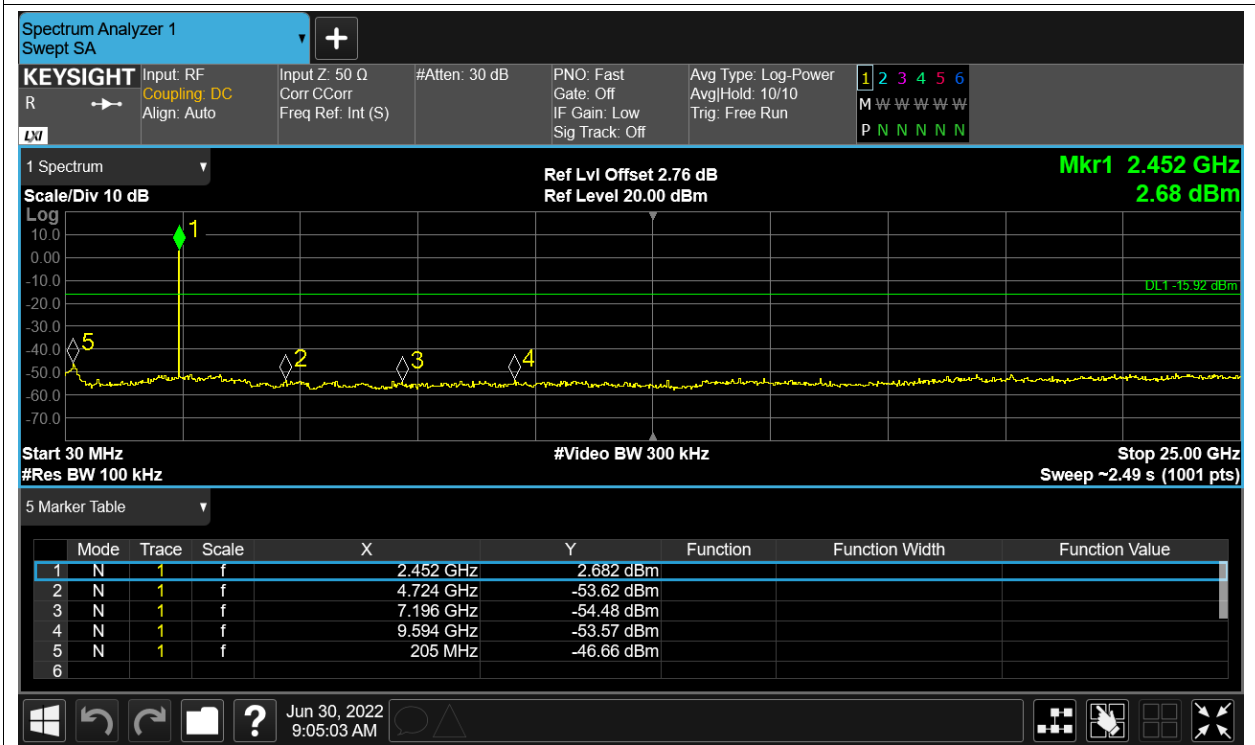 Spectrum Analyzer 1
Swept SA
KEYSIGHT Input: RF Input Z: 50 Ω #Atten: 30 dB PNO: Fast Avg Type: Log-Power 1 2 3 4 5 6
R Coupling: DC Corr CCorr Gate: Off Avg|Hold: 10/10 M W W W W W
Align: Auto Freq Ref: Int (S) IF Gain: Low Trig: Free Run
LXI Sig Track: Off P N N N N N
1 Spectrum Ref Lvl Offset 2.76 dB Mkr1 2.452 GHz
Scale/Div 10 dB Ref Level 20.00 dBm 2.68 dBm
Log
1
10.0
0.00
-10.0
DL1 -15.92 dBm
-20.0
-30.0
-40.0
5
2 3 4
-50.0
-60.0
-70.0
Start 30 MHz #Video BW 300 kHz Stop 25.00 GHz
#Res BW 100 kHz Sweep ~2.49 s (1001 pts)
5 Marker Table
Mode Trace Scale X Y Function Function Width Function Value
1 N 1 f 2.452 GHz 2.682 dBm
2 N 1 f 4.724 GHz -53.62 dBm
3 N 1 f 7.196 GHz -54.48 dBm
4 N 1 f 9.594 GHz -53.57 dBm
5 N 1 f 205 MHz -46.66 dBm
6
? Jun 30, 2022
9:05:03 AM